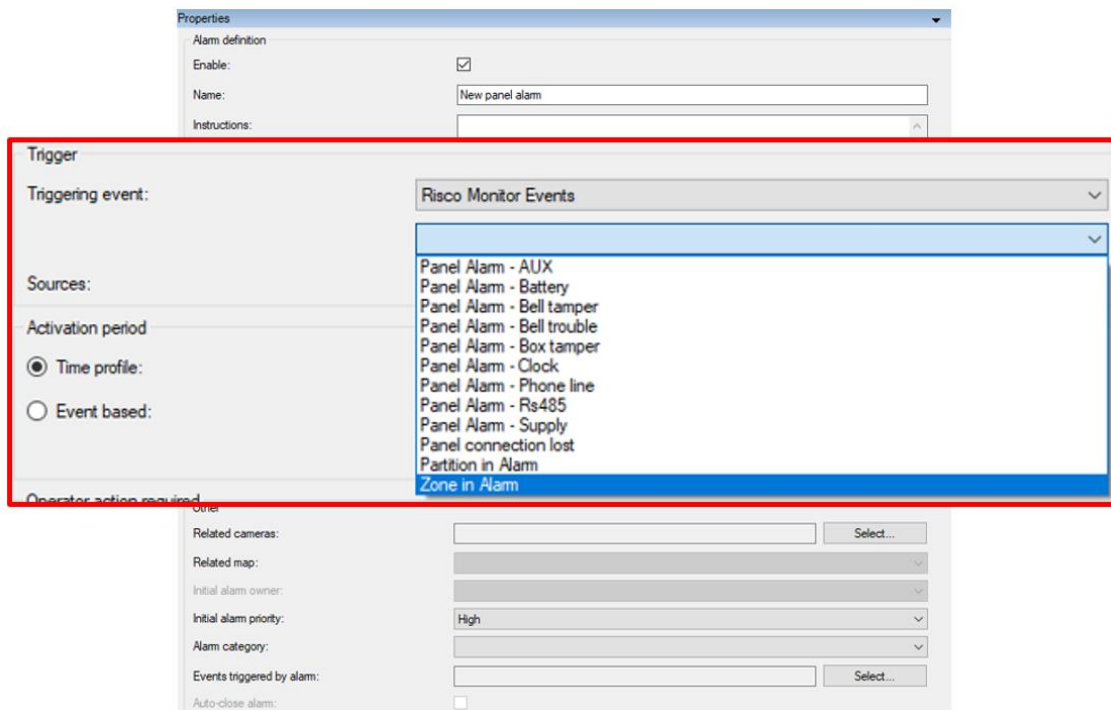 Properties
Alarm definition
Enable:
Name: New panel alarm
Instructions:
Trigger
Triggering event: Risco Monitor Events
Sources:
Panel Alarm - AUX
Panel Alarm - Battery
Panel Alarm - Bell tamper
Panel Alarm - Bell trouble
Panel Alarm - Box tamper
Panel Alarm - Clock
Panel Alarm - Phone line
Panel Alarm - Rs485
Panel Alarm - Supply
Panel connection lost
Partition in Alarm
Zone in Alarm
Activation period
Time profile:
Event based:
Operator action required
Other
Related cameras: Select...
Related map:
Initial alarm owner:
Initial alarm priority: High
Alarm category:
Events triggered by alarm: Select...
Auto-close alarm: